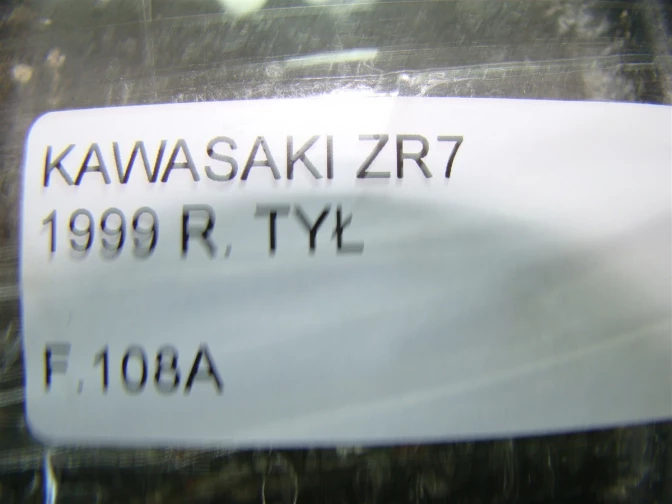 KAWASAKI ZR7
1999 R, TYŁ
F.108A